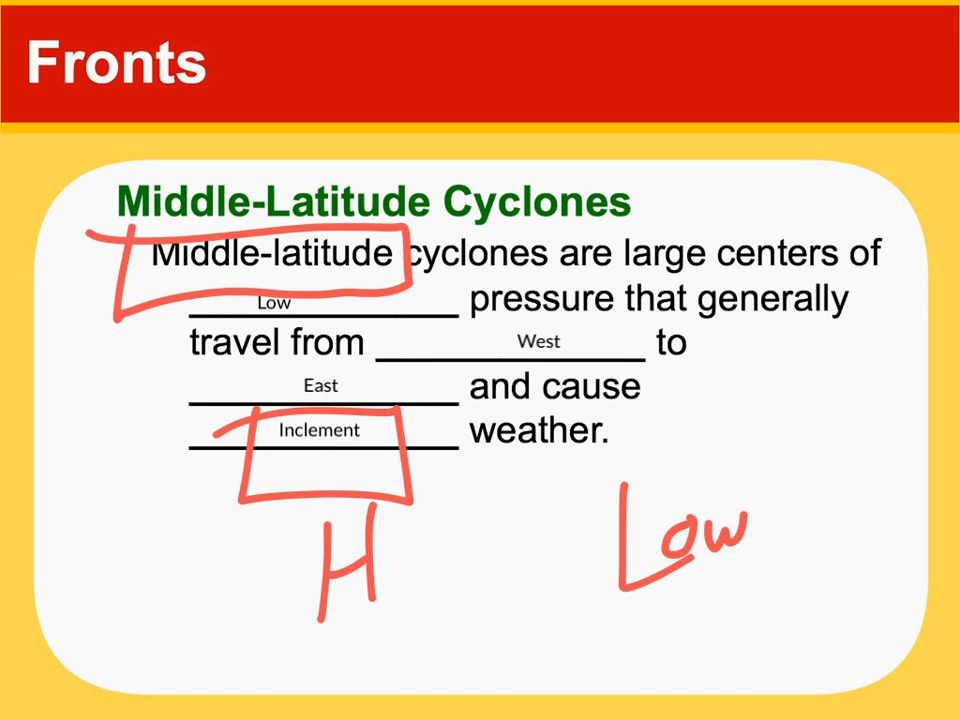 Fronts
Middle-Latitude Cyclones
Middle-latitude cyclones are large centers of
Low pressure that generally
travel from West to
East and cause
Inclement weather.
H Low